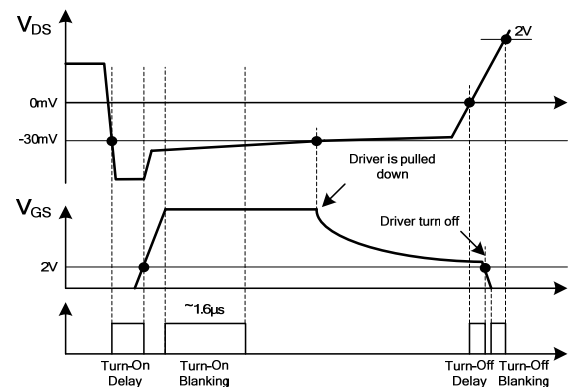 VDS
2V
0mV
-30mV
Driver is pulled
down
VGS
Driver turn off
2V
~1.6µs
Turn-On
Delay
Turn-On
Blanking
Turn-Off
Delay
Turn-Off
Blanking